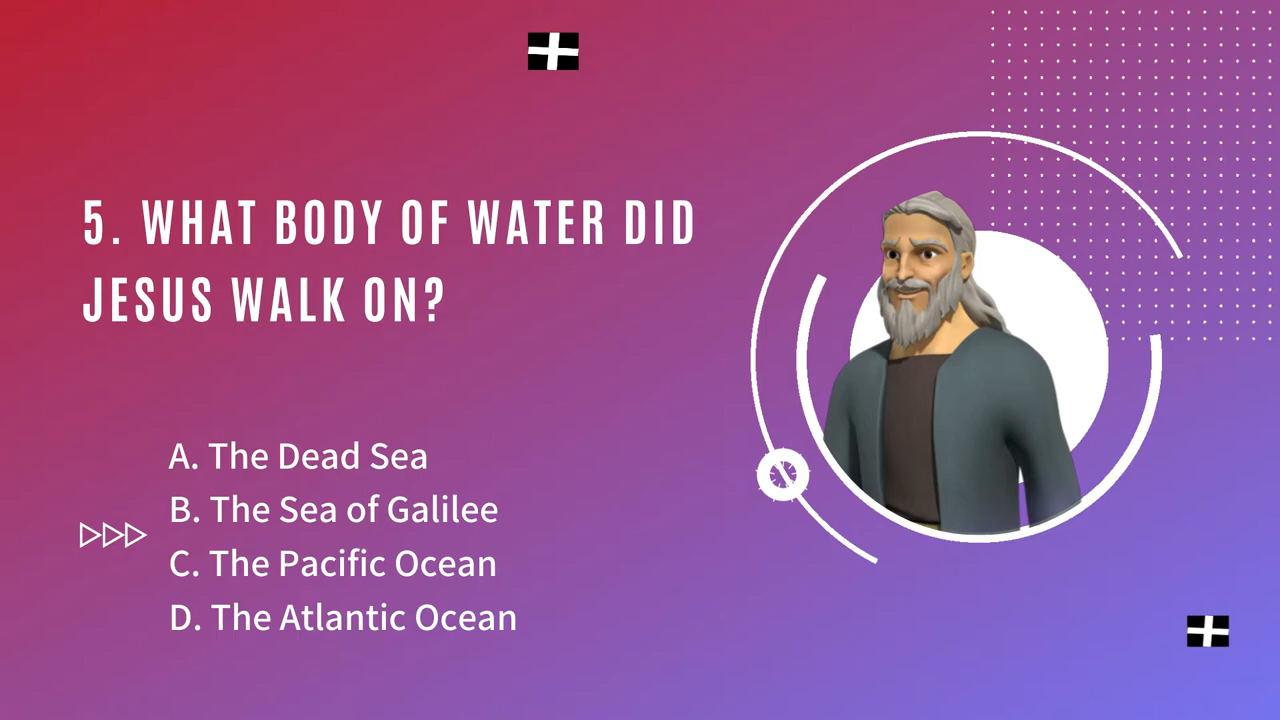 5. WHAT BODY OF WATER DID
JESUS WALK ON?
A. The Dead Sea
B. The Sea of Galilee
C. The Pacific Ocean
D. The Atlantic Ocean